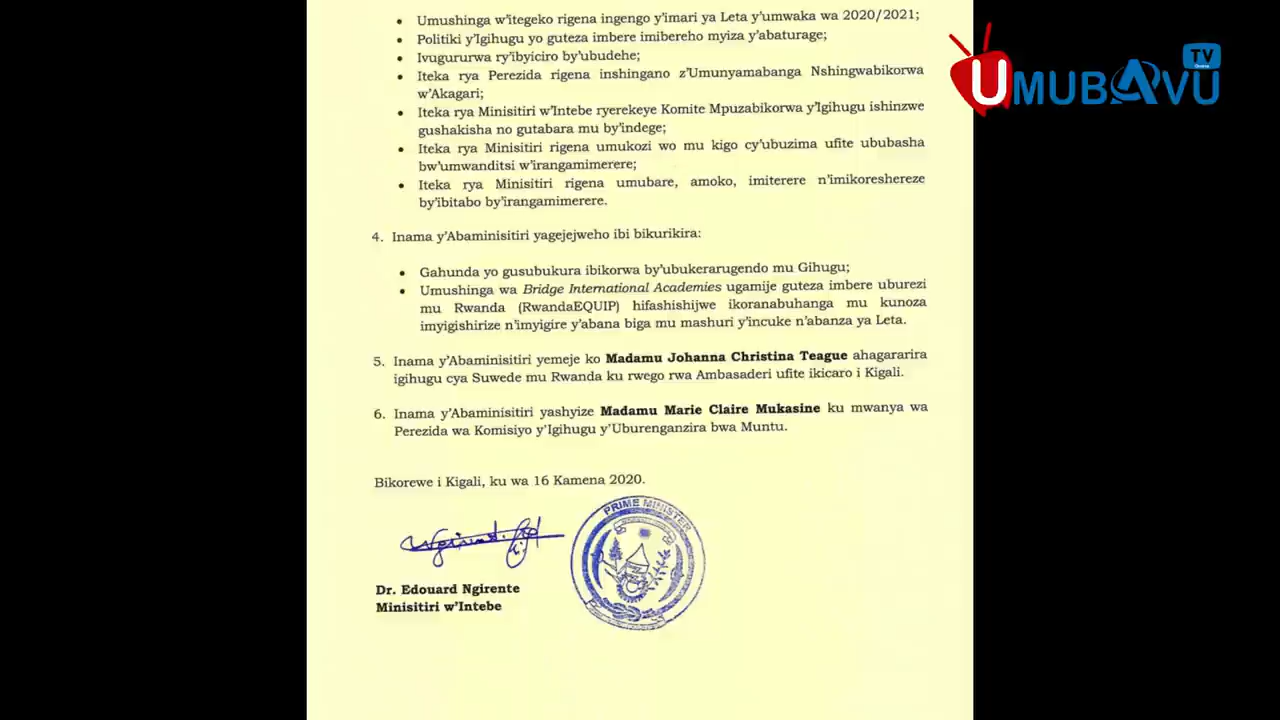 • Umushinga w'itegeko rigena ingengo y'imari ya Leta y'umwaka wa 2020/2021;
• Politiki y'Igihugu yo guteza imbere imibereho myiza y'abaturage;
• Ivugururwa ry'ibyiciro by'ubudehe;
• Iteka rya Perezida rigena inshingano z'Umunyamabanga Nshingwabikorwa
w'Akagari;
• Iteka rya Minisitiri w'Intebe ryerekeye Komite Mpuzabikorwa y'Igihugu ishinzwe
gushakisha no gutabara mu by'indege;
• Iteka rya Minisitiri rigena umukozi wo mu kigo cy'ubuzima ufite ububasha
bw'umwanditsi w'irangamimerere;
• Iteka rya Minisitiri rigena umubare, amoko, imiterere n'imikoreshereze
by'ibitabo by'irangamimerere.
4. Inama y'Abaminisitiri yagejejweho ibi bikurikira:
• Gahunda yo gusubukura ibikorwa by'ubukerarugendo mu Gihugu;
• Umushinga wa Bridge International Academies ugamije guteza imbere uburezi
mu Rwanda (RwandaEQUIP) hifashishijwe ikoranabuhanga mu kunoza
imyigishirize n'imyigire y'abana biga mu mashuri y'incuke n'abanza ya Leta.
5. Inama y'Abaminisitiri yemeje ko Madamu Johanna Christina Teague ahagararira
igihugu cya Suwede mu Rwanda ku rwego rwa Ambasaderi ufite ikicaro i Kigali.
6. Inama y'Abaminisitiri yashyize Madamu Marie Claire Mukasine ku mwanya wa
Perezida wa Komisiyo y'Igihugu y'Uburenganzira bwa Muntu.
Bikorewe i Kigali, ku wa 16 Kamena 2020.
PRIME MINISTER
Dr. Edouard Ngirente
Minisitiri w'Intebe
UMUBAVU
TV